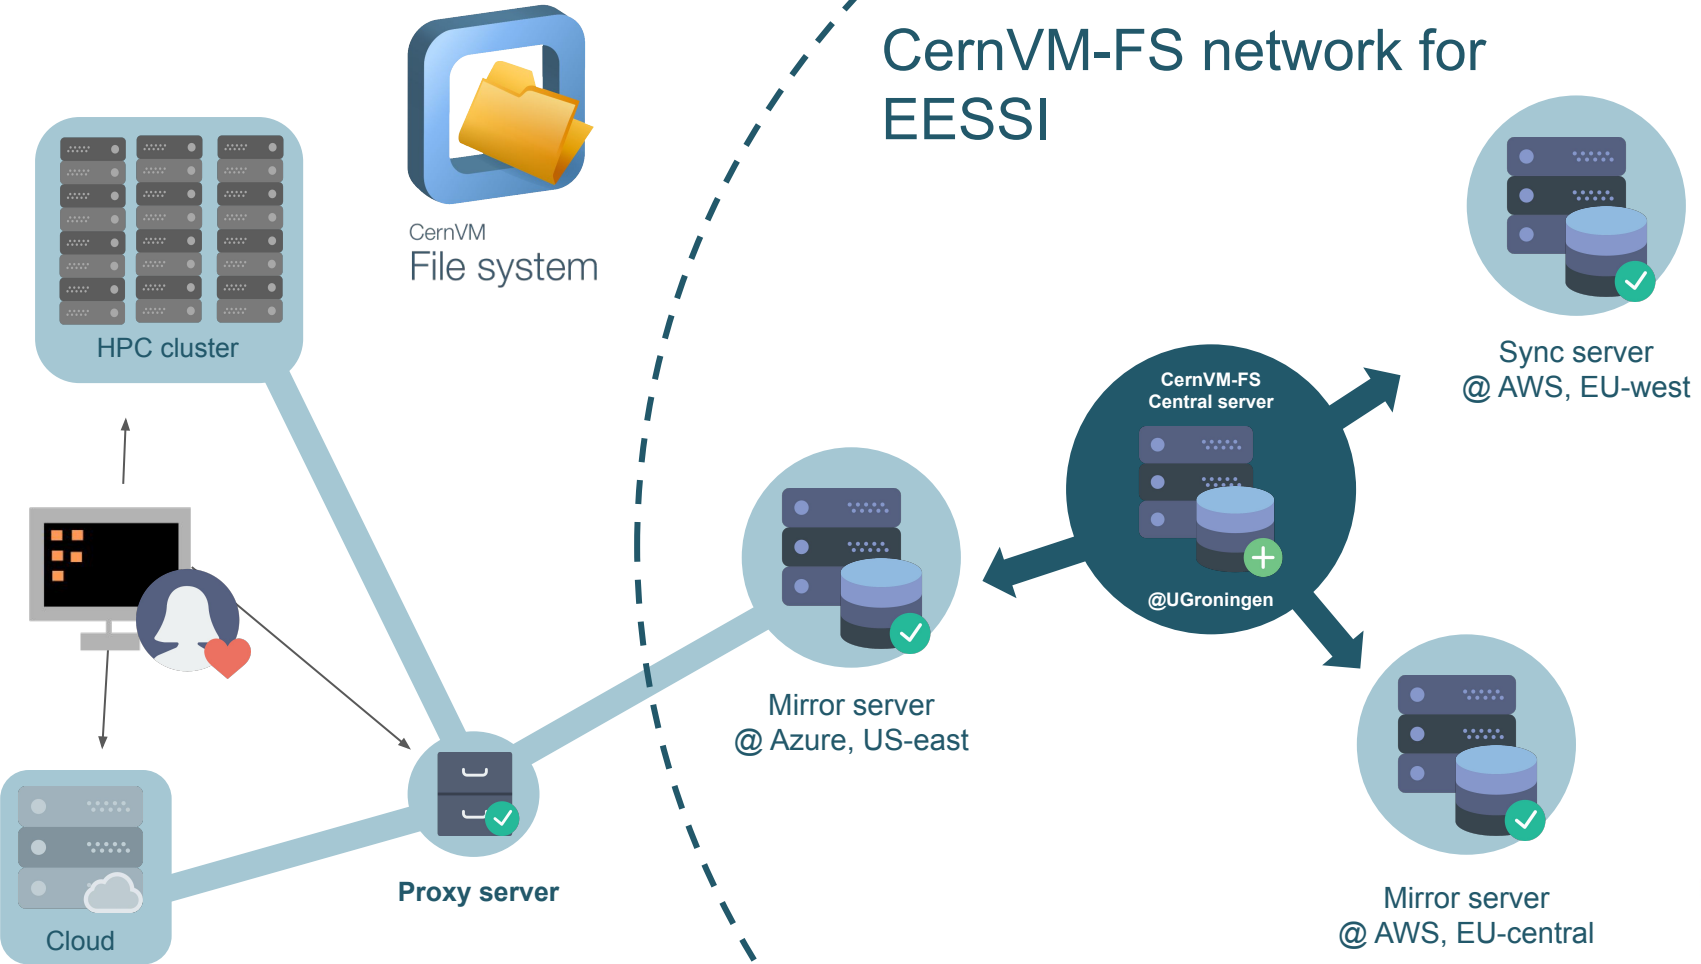 CernVM-FS network for
EESSI
CernVM
File system
HPC cluster
Sync server
@ AWS, EU-west
CernVM-FS
Central server
@UGroningen
Mirror server
@ Azure, US-east
Proxy server
Mirror server
@ AWS, EU-central
Cloud